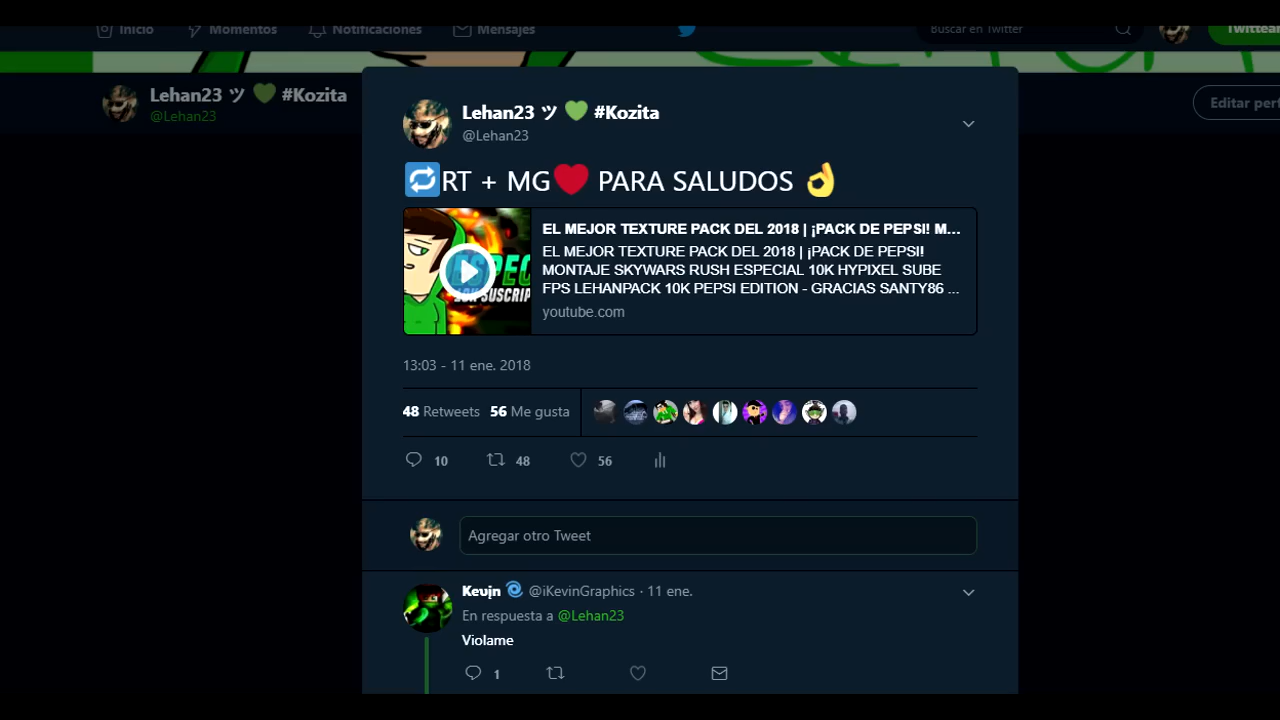 Inicio
Momentos
Notificaciones
Mensajes
Buscar en Twitter
Twittear
Lehan23 ツ 💚 #Kozita
@Lehan23
Editar perf
Lehan23 ツ 💚 #Kozita
@Lehan23
🔁RT + MG❤️ PARA SALUDOS 👌
EL MEJOR TEXTURE PACK DEL 2018 | ¡PACK DE PEPSI! M...
EL MEJOR TEXTURE PACK DEL 2018 | ¡PACK DE PEPSI!
MONTAJE SKYWARS RUSH ESPECIAL 10K HYPIXEL SUBE
FPS LEHANPACK 10K PEPSI EDITION - GRACIAS SANTY86 ...
youtube.com
13:03 - 11 ene. 2018
48 Retweets 56 Me gusta
10 48 56
Agregar otro Tweet
Kevjn 🌀 @iKevinGraphics · 11 ene.
En respuesta a @Lehan23
Violame
1